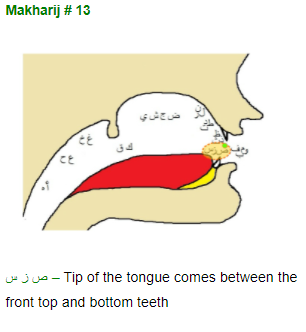 Makharij # 13
ض ج ش ي
غ خ
ع ح
ء ه
ك ق
ص ز س – Tip of the tongue comes between the
front top and bottom teeth